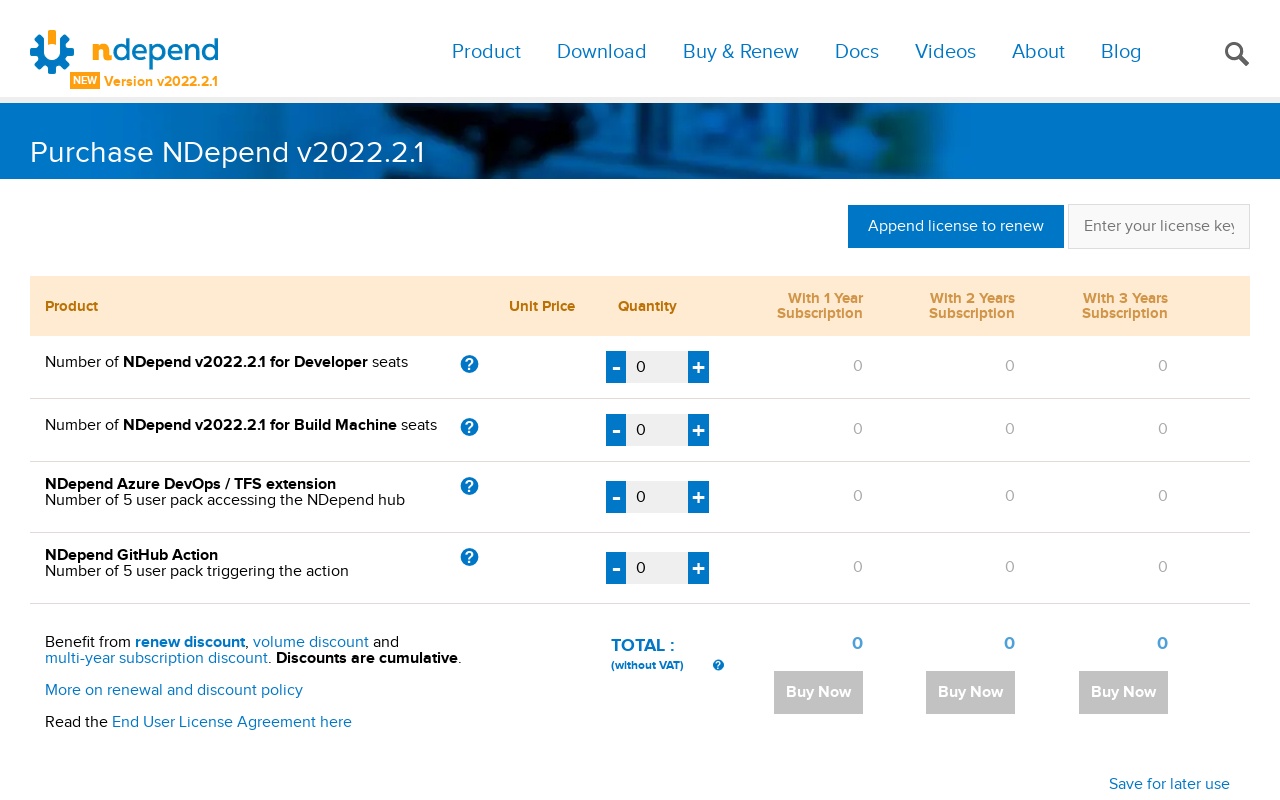 ndepend
NEW Version v2022.2.1
Product Download Buy & Renew Docs Videos About Blog
Purchase NDepend v2022.2.1
Append license to renew Enter your license key
Product Unit Price Quantity With 1 Year Subscription With 2 Years Subscription With 3 Years Subscription
Number of NDepend v2022.2.1 for Developer seats ? - 0 + 0 0 0
Number of NDepend v2022.2.1 for Build Machine seats ? - 0 + 0 0 0
NDepend Azure DevOps / TFS extension ?
Number of 5 user pack accessing the NDepend hub - 0 + 0 0 0
NDepend GitHub Action ?
Number of 5 user pack triggering the action - 0 + 0 0 0
Benefit from renew discount, volume discount and
multi-year subscription discount. Discounts are cumulative.
More on renewal and discount policy
Read the End User License Agreement here
TOTAL : 0 0 0
(without VAT) ?
Buy Now Buy Now Buy Now
Save for later use